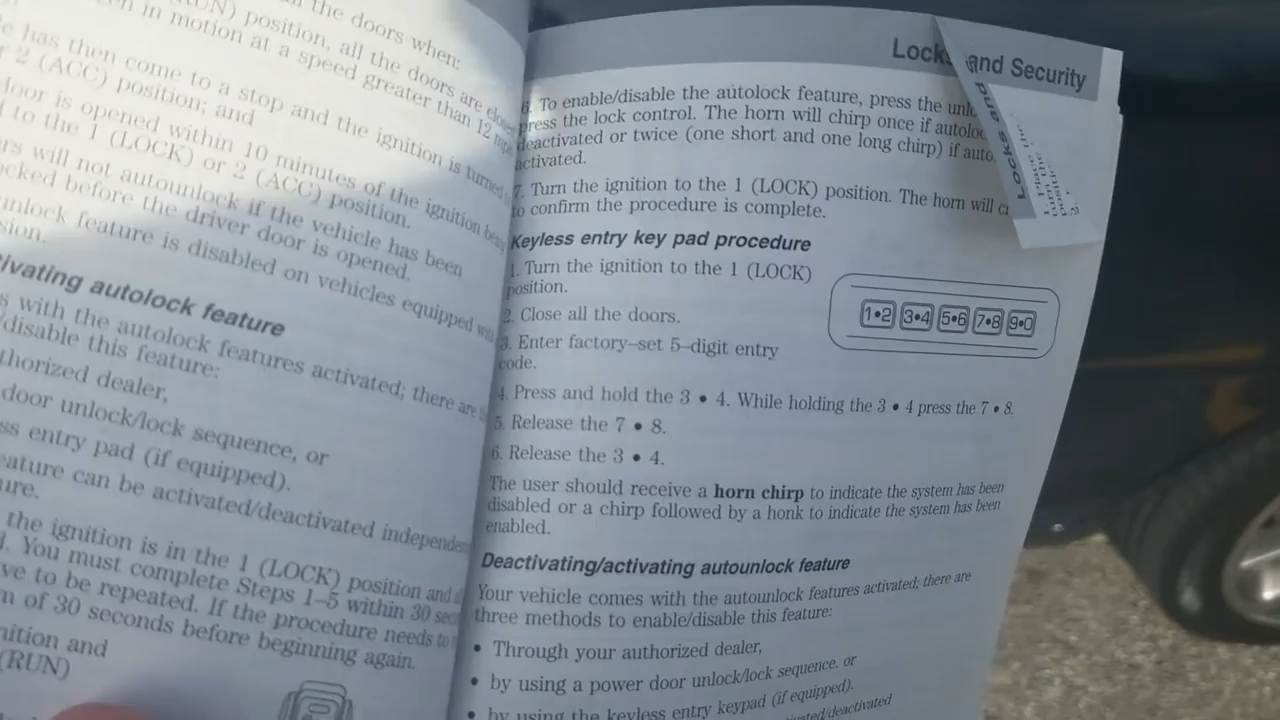 the doors when:
RUN) position, all the doors are
in motion at a speed greater than 12
has then come to a stop and the ignition is turned
2 (ACC) position; and
door is opened within 10 minutes of the ignition
to the 1 (LOCK) or 2 (ACC) position.
will not autounlock if the vehicle has been
before the driver door is opened.
unlock feature is disabled on vehicles equipped
autolock feature
with the autolock features activated; there are
/disable this feature:
dealer,
door unlock/lock sequence, or
entry pad (if equipped).
can be activated/deactivated
the ignition is in the 1 (LOCK) position and
You must complete Steps 1–5 within 30
to be repeated. If the procedure needs to
of 30 seconds before beginning again.
and
(RUN)
Locks and Security
Locks and
Place the
6. To enable/disable the autolock feature, press the
press the lock control. The horn will chirp once if
deactivated or twice (one short and one long chirp) if
activated.
7. Turn the ignition to the 1 (LOCK) position. The horn will
to confirm the procedure is complete.
Keyless entry key pad procedure
1. Turn the ignition to the 1 (LOCK)
position.
2. Close all the doors.
3. Enter factory–set 5–digit entry
code.
1•2 3•4 5•6 7•8 9•0
4. Press and hold the 3 • 4. While holding the 3 • 4 press the 7 • 8.
5. Release the 7 • 8.
6. Release the 3 • 4.
The user should receive a horn chirp to indicate the system has been
disabled or a chirp followed by a honk to indicate the system has been
enabled.
Deactivating/activating autounlock feature
Your vehicle comes with the autounlock features activated; there are
three methods to enable/disable this feature:
• Through your authorized dealer,
• by using a power door unlock/lock sequence, or
• by using the keyless entry keypad (if equipped).
/deactivated